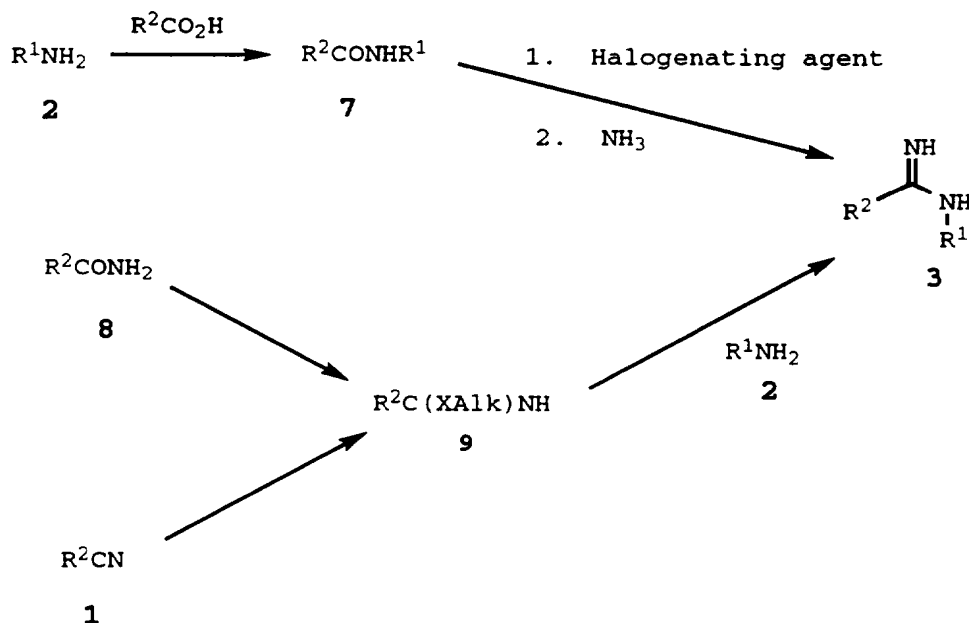 R²CO₂H
R¹NH₂
R²CONHR¹
1. Halogenating agent
2
7
2. NH₃
NH
R²
NH
R¹
3
R²CONH₂
8
R¹NH₂
2
R²C(XAlk)NH
9
R²CN
1